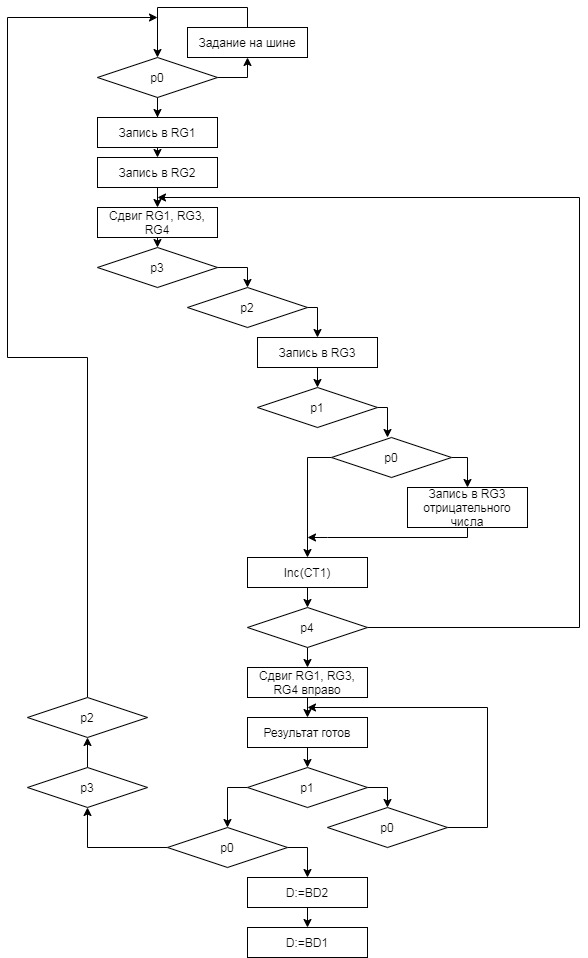 Задание на шине
p0
Запись в RG1
Запись в RG2
Сдвиг RG1, RG3,
RG4
p3
p2
Запись в RG3
p1
p0
Запись в RG3
отрицательного
числа
Inc(CT1)
p4
Сдвиг RG1, RG3,
RG4 вправо
p2
Результат готов
p3
p1
p0
p0
D:=BD2
D:=BD1